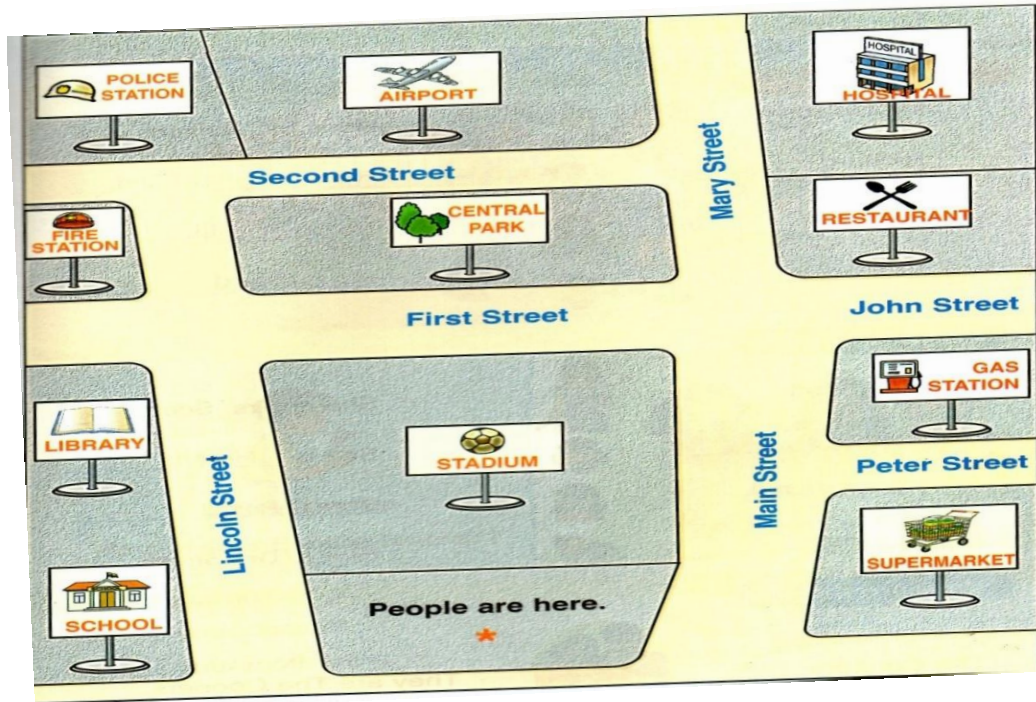 HOSPITAL
POLICE
STATION
AIRPORT
HOSPITAL
Second Street
Mary Street
CENTRAL
PARK
RESTAURANT
FIRE
STATION
First Street
John Street
GAS
STATION
LIBRARY
STADIUM
Lincoln Street
Main Street
Peter Street
SUPERMARKET
People are here.
*
SCHOOL